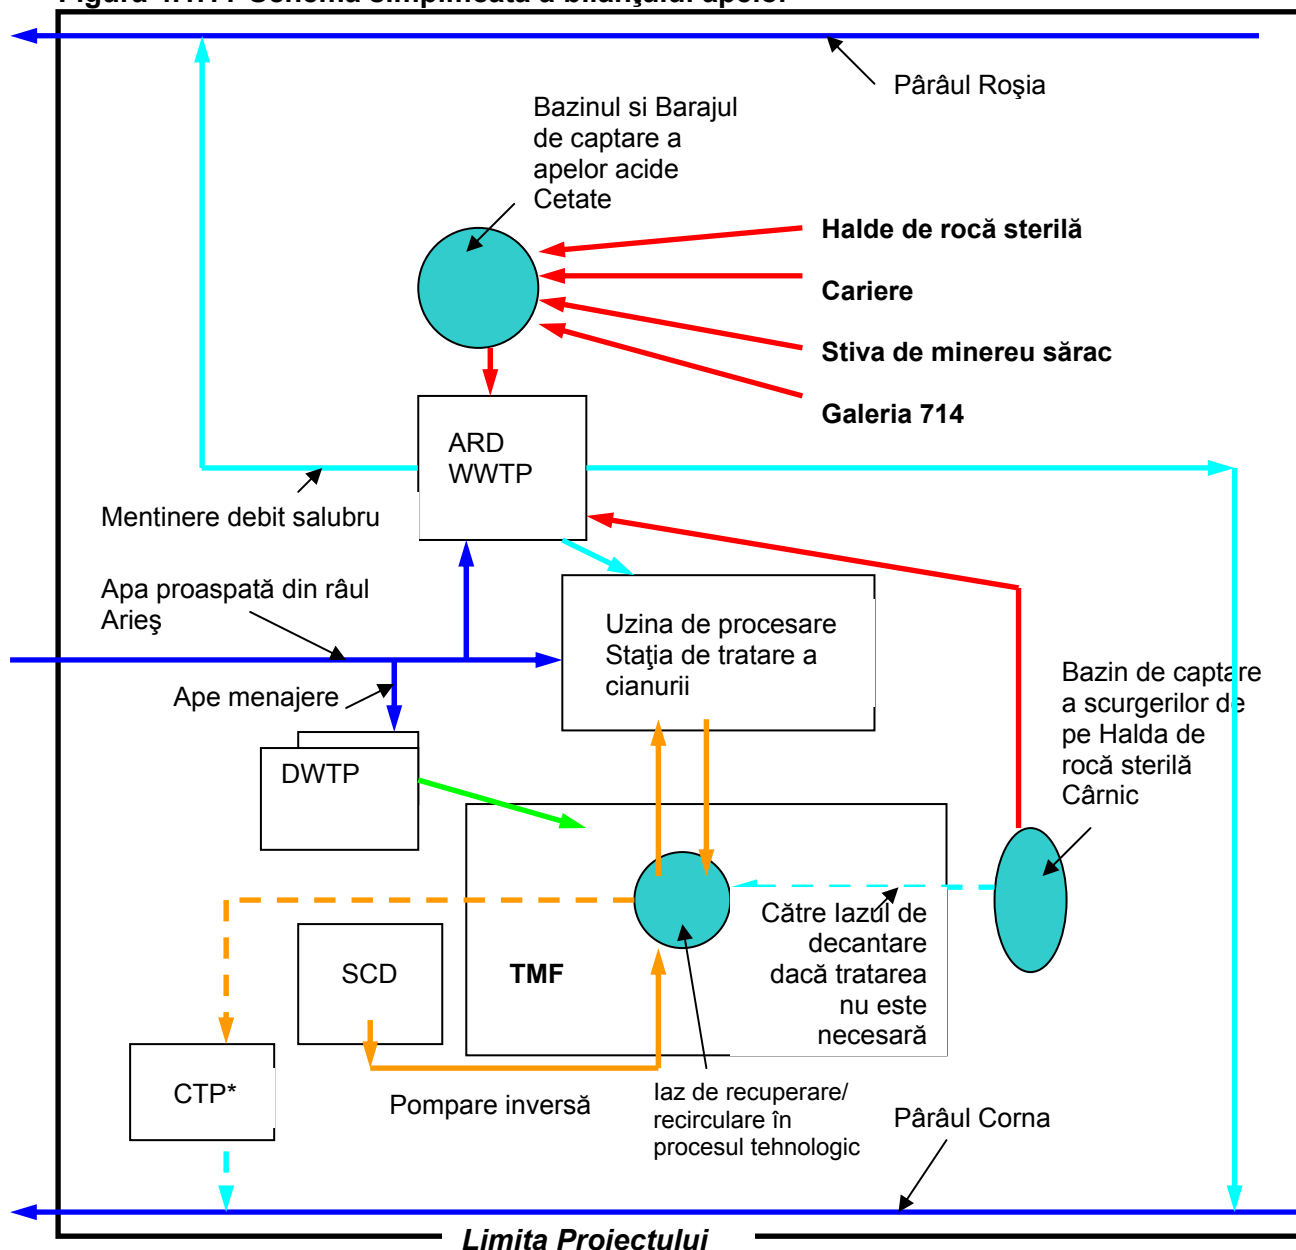 Pârâul Roşia
Bazinul si Barajul
de captare a
apelor acide
Cetate
Halde de rocă sterilă
Cariere
Stiva de minereu sărac
Galeria 714
ARD
WWTP
Mentinere debit salubru
Apa proaspată din râul
Arieş
Uzina de procesare
Staţia de tratare a
cianurii
Ape menajere
Bazin de captare
a scurgerilor de
pe Halda de
rocă sterilă
Cârnic
DWTP
Către Iazul de
decantare
dacă tratarea
nu este
necesară
SCD
TMF
CTP*
Pompare inversă
Iaz de recuperare/
recirculare în
procesul tehnologic
Pârâul Corna
Limita Proiectului